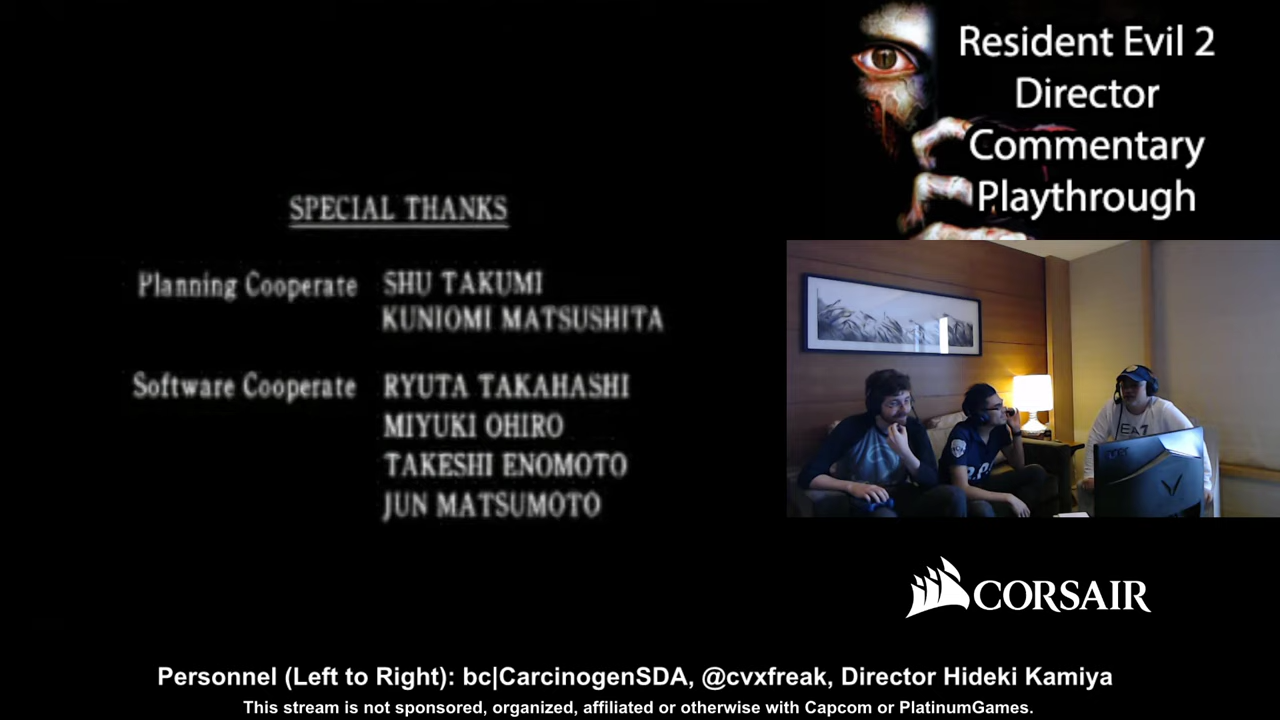 Resident Evil 2
Director
Commentary
Playthrough
SPECIAL THANKS
Planning Cooperate SHU TAKUMI
KUNIOMI MATSUSHITA
Software Cooperate RYUTA TAKAHASHI
MIYUKI OHIRO
TAKESHI ENOMOTO
JUN MATSUMOTO
CORSAIR
Personnel (Left to Right): bc|CarcinogenSDA, @cvxfreak, Director Hideki Kamiya
This stream is not sponsored, organized, affiliated or otherwise with Capcom or PlatinumGames.